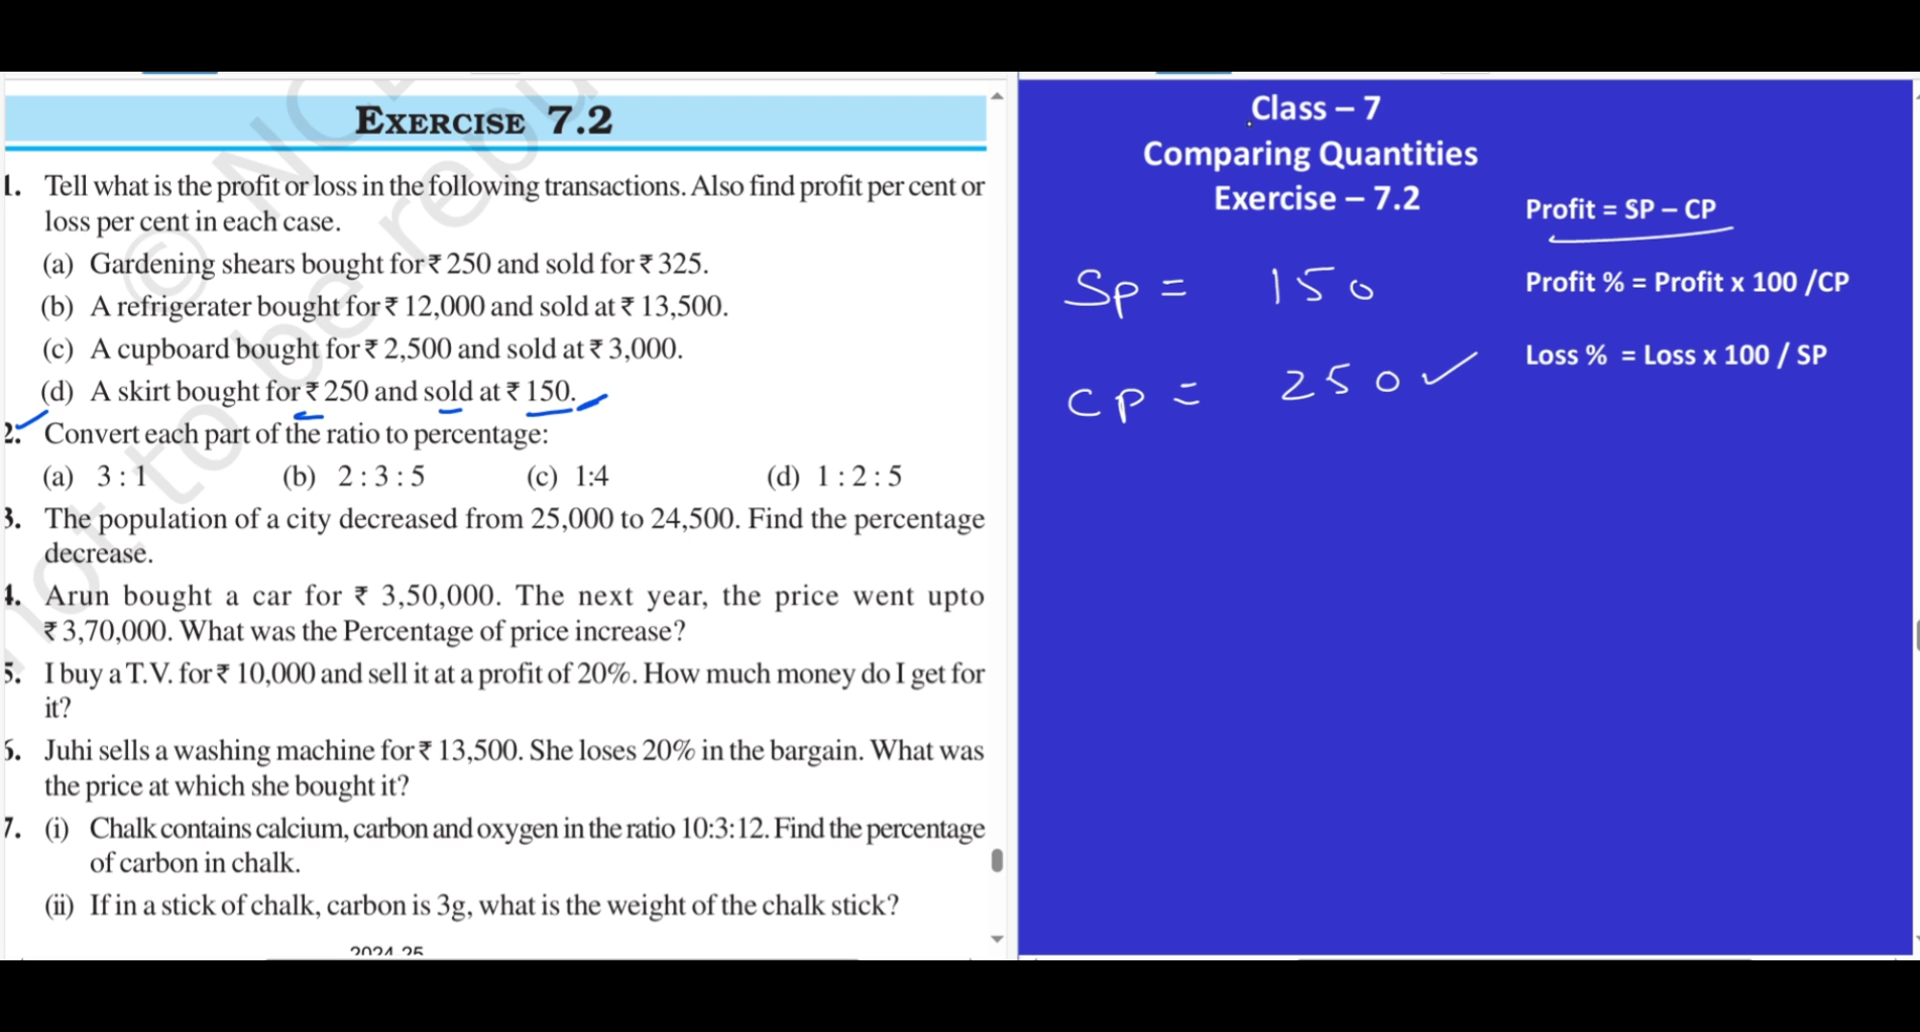 EXERCISE 7.2
1. Tell what is the profit or loss in the following transactions. Also find profit per cent or
loss per cent in each case.
(a) Gardening shears bought for ₹ 250 and sold for ₹ 325.
(b) A refrigerater bought for ₹ 12,000 and sold at ₹ 13,500.
(c) A cupboard bought for ₹ 2,500 and sold at ₹ 3,000.
(d) A skirt bought for ₹ 250 and sold at ₹ 150.
2. Convert each part of the ratio to percentage:
(a) 3 : 1 (b) 2 : 3 : 5 (c) 1:4 (d) 1 : 2 : 5
3. The population of a city decreased from 25,000 to 24,500. Find the percentage
decrease.
4. Arun bought a car for ₹ 3,50,000. The next year, the price went upto
₹ 3,70,000. What was the Percentage of price increase?
5. I buy a T.V. for ₹ 10,000 and sell it at a profit of 20%. How much money do I get for
it?
6. Juhi sells a washing machine for ₹ 13,500. She loses 20% in the bargain. What was
the price at which she bought it?
7. (i) Chalk contains calcium, carbon and oxygen in the ratio 10:3:12. Find the percentage
of carbon in chalk.
(ii) If in a stick of chalk, carbon is 3g, what is the weight of the chalk stick?
2024-25
Class – 7
Comparing Quantities
Exercise – 7.2
Profit = SP – CP
Profit % = Profit x 100 /CP
Loss % = Loss x 100 / SP
Sp = 150
CP = 250
not to be repu